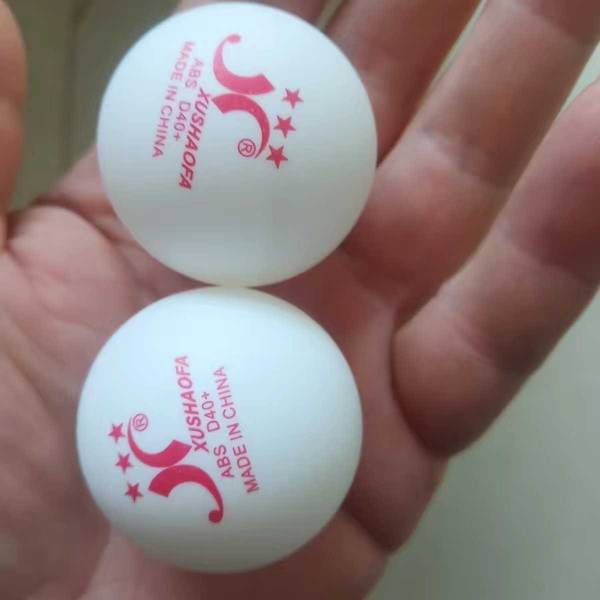 ®
XUSHAOFA
ABS D40+
MADE IN CHINA
®
XUSHAOFA
ABS D40+
MADE IN CHINA